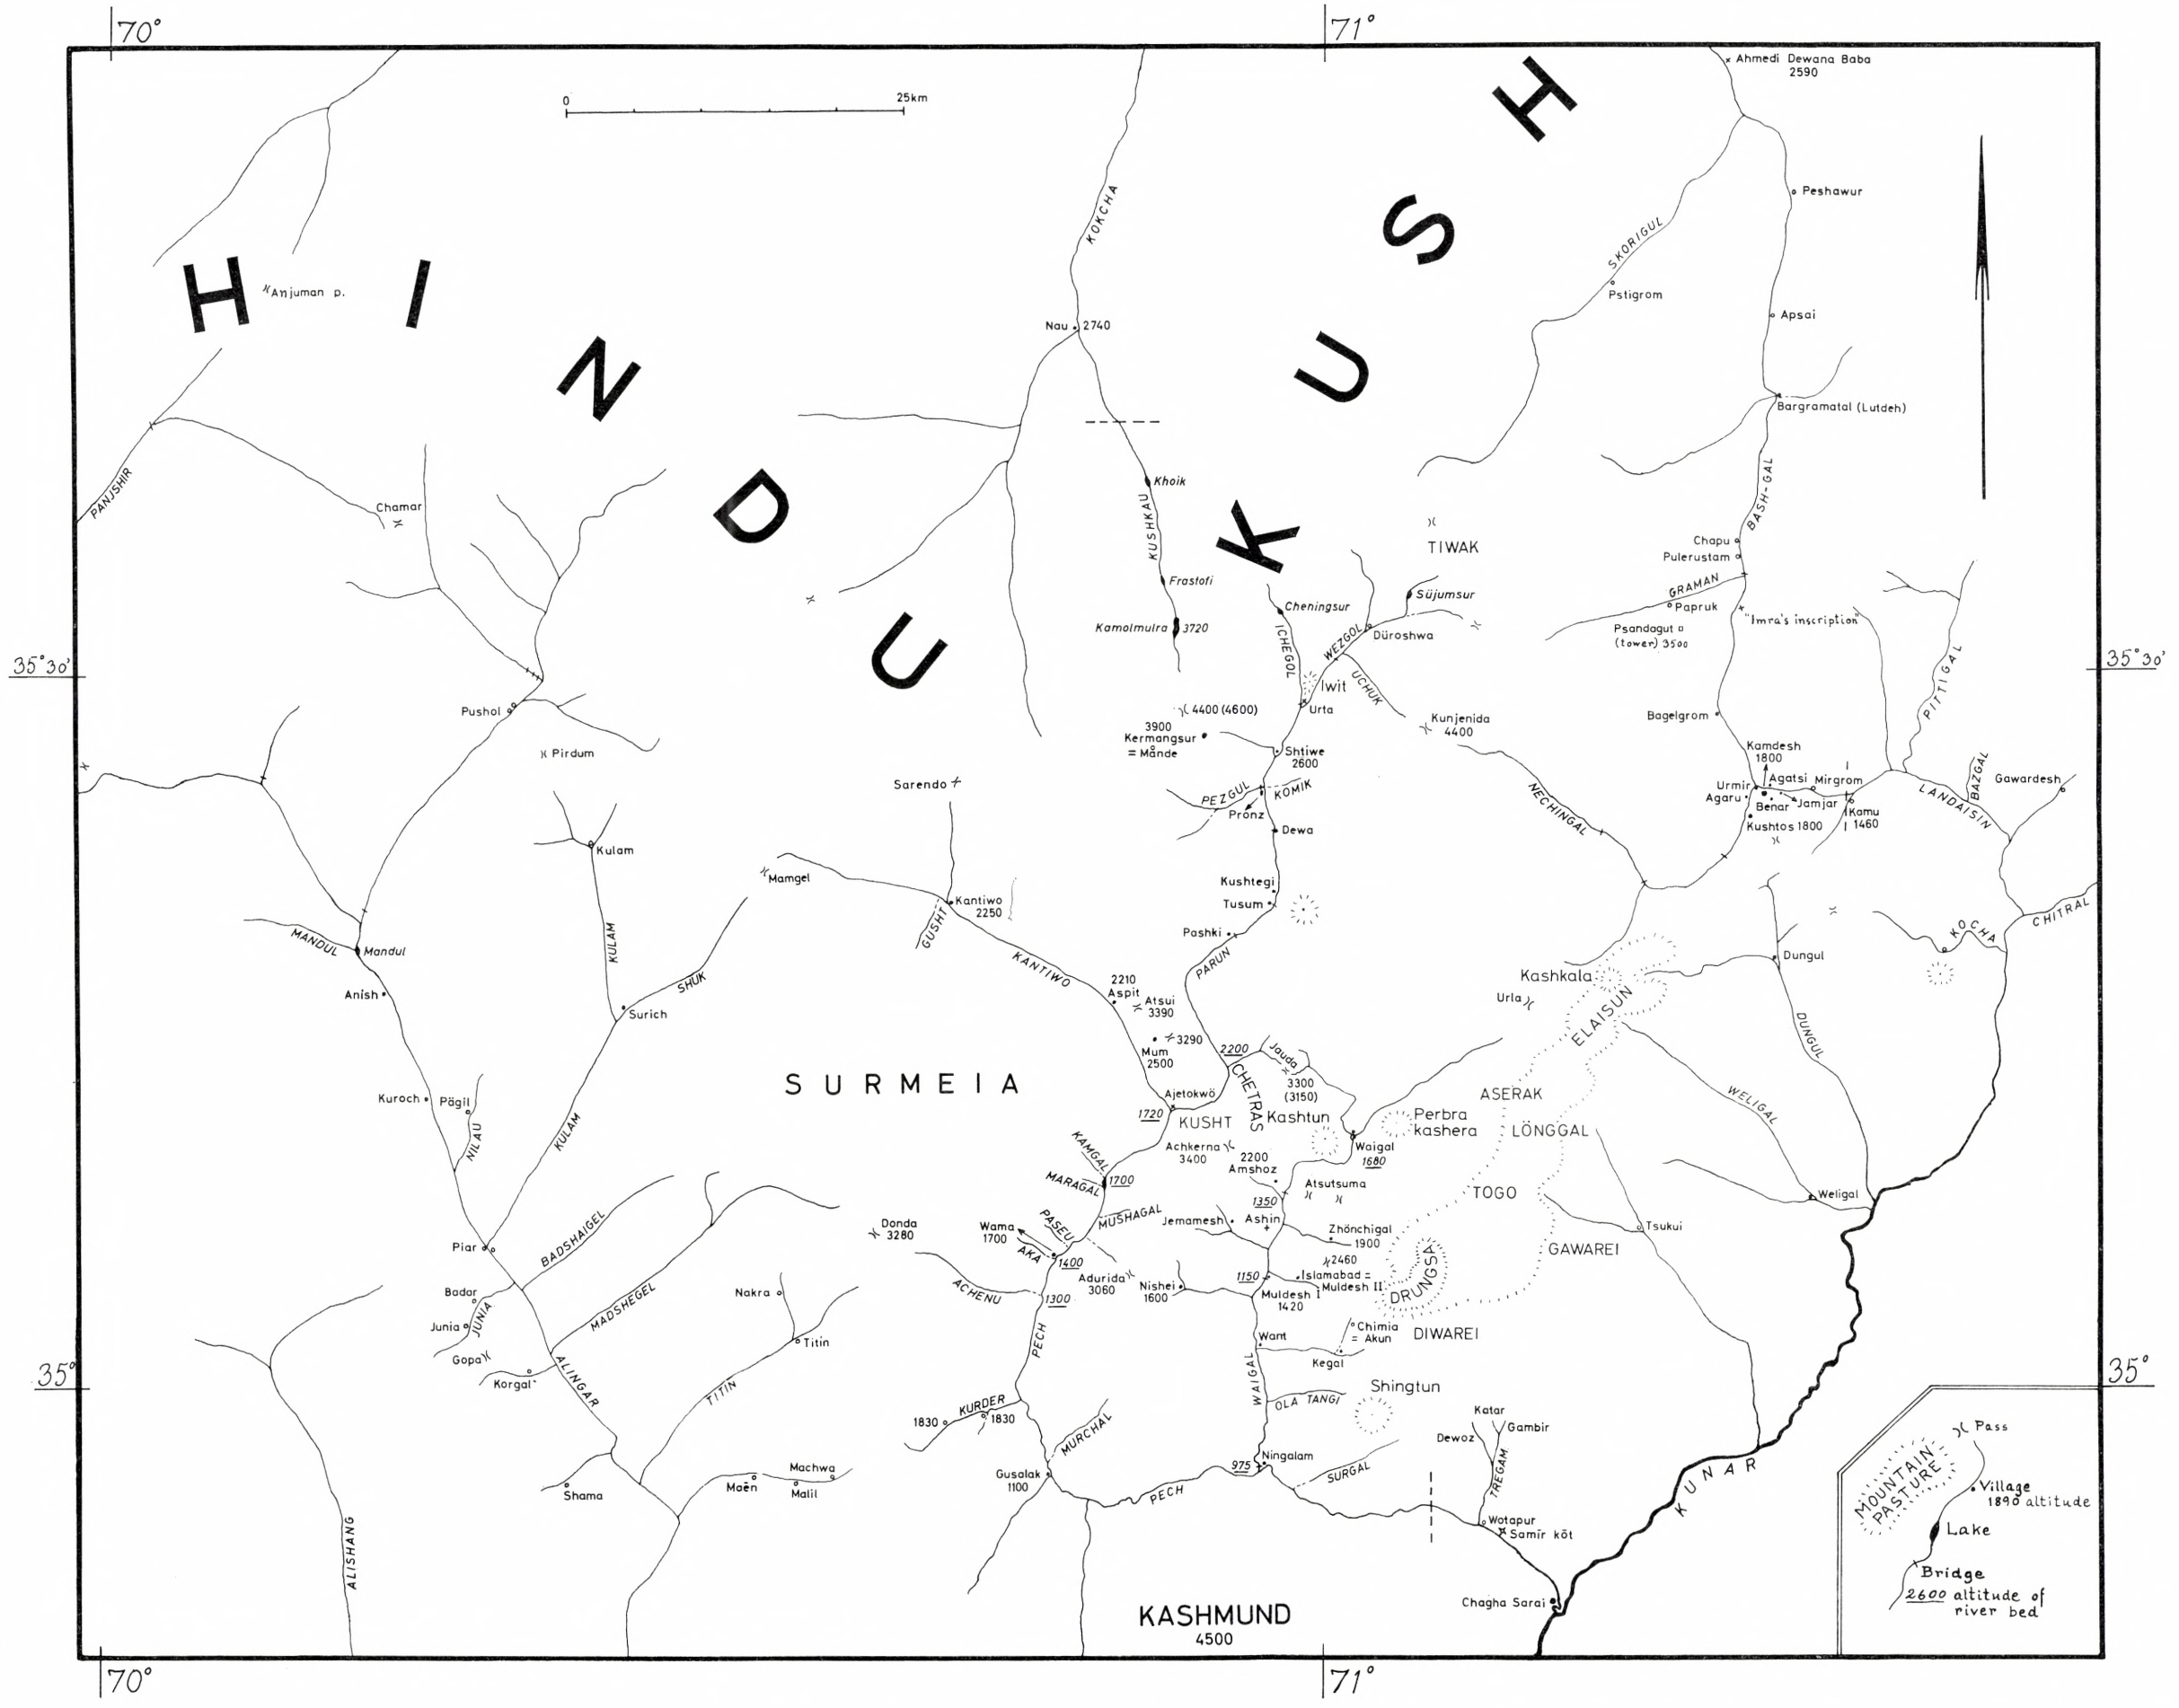 70°
71°
Ahmedi Dewana Baba
2590
0
25km
HINDU KUSH
KOKCHA
Peshawur
SKORIGUL
Pstigrom
Anjuman p.
Apsai
Nau
2740
Bargramatal (Lutdeh)
PANJSHIR
Chamar
Khoik
KUSHKAU
BASH-GAL
TIWAK
Chapu
Pulerustam
Frastofi
GRAMAN
Papruk
Süjumsur
Cheningsur
Kamolmulra
3720
ICHEGOL
WEZGOL
Düroshwa
"Imra's inscription"
Psandagut
(tower) 3500
35°30'
35°30'
PITTIGAL
UCHUK
Iwit
Urta
Pushol
4400 (4600)
3900
Kermangsur
= Månde
Kunjenida
4400
Bagelgrom
Pirdum
Shtiwe
2600
Kamdesh
1800
Sarendo
PEZGUL
KOMIK
Pronz
NECHINGAL
Urmir
Agatsi
Mirgrom
Agaru
Benar
Jamjar
Kamu
1460
Kushtos 1800
LANDAISIN
BAZGAL
Gawardesh
Dewa
Kulam
Mamgel
Kantiwo
2250
GUSHT
Kushtegi
Tusum
CHITRAL
KOCHA
MANDUL
Mandul
KULAM
KANTIWO
Pashki
PARUN
Dungul
Anish
SHUK
Surich
2210
Aspit
Atsui
3390
Kashkala
Urla
ELAISUN
DUNGUL
3290
Mum
2500
2200
Jauda
3300
(3150)
SURMEIA
CHETRAS
Kuroch
Pägil
NILAU
KULAM
Ajetokwö
1720
KUSHT
Kashtun
ASERAK
Perbra
kashera
LÖNGGAL
WELIGAL
KAMGAL
Achkerna
3400
Waigal
1680
MARAGAL
1700
2200
Amshoz
Atsutsuma
TOGO
Weligal
BADSHAIGEL
Donda
3280
Wama
1700
PASEU
MUSHAGAL
Jemamesh
1350
Ashin
Zhönchigal
1900
Tsukui
Piar
AKA
1400
GAWAREI
2460
DRUNGSA
Adurida
3060
Nishei
1600
1150
Islamabad =
Muldesh II
Muldesh I
1420
ACHENU
1300
Bador
Junia
JUNIA
MADSHEGEL
Nakra
Gopa
Korgal
Titin
PECH
Chimia
= Akun
DIWAREI
Want
Kegal
35°
35°
ALINGAR
TITIN
WAIGAL
OLA TANGI
Shingtun
KURDER
1830
1830
MURCHAL
Katar
Gambir
Dewoz
TREGAM
Pass
MOUNTAIN
PASTURE
Village
1890 altitude
Lake
Bridge
2600 altitude of
river bed
Machwa
Maën
Malil
Shama
Gusalak
1100
975
Ningalam
SURGAL
PECH
KUNAR
Wotapur
Samïr köt
ALISHANG
Chagha Sarai
KASHMUND
4500
70°
71°